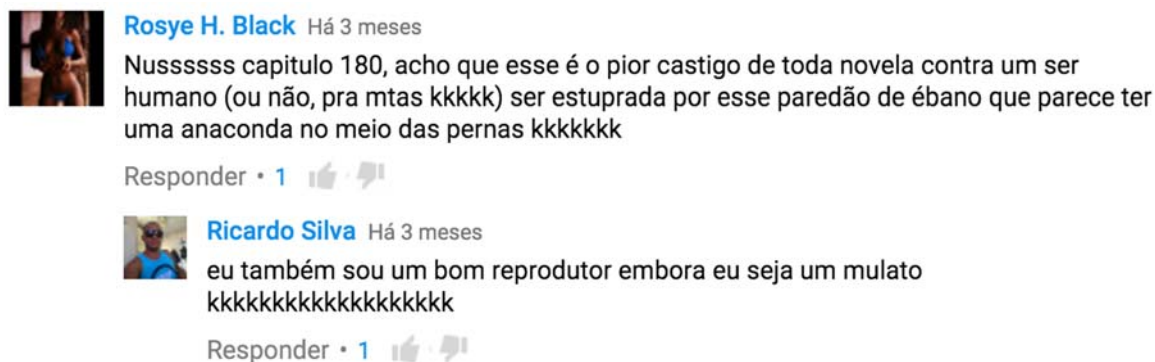 Rosye H. Black Há 3 meses
Nussssss capitulo 180, acho que esse é o pior castigo de toda novela contra um ser
humano (ou não, pra mtas kkkkk) ser estuprada por esse paredão de ébano que parece ter
uma anaconda no meio das pernas kkkkkkk
Responder • 1
Ricardo Silva Há 3 meses
eu também sou um bom reprodutor embora eu seja um mulato
kkkkkkkkkkkkkkkkkkk
Responder • 1